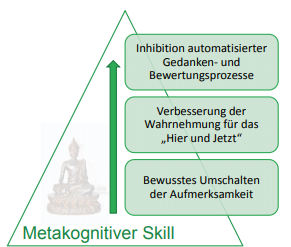 Inhibition automatisierter
Gedanken- und
Bewertungsprozesse
Verbesserung der
Wahrnehmung für das
„Hier und Jetzt“
Bewusstes Umschalten
der Aufmerksamkeit
Metakognitiver Skill